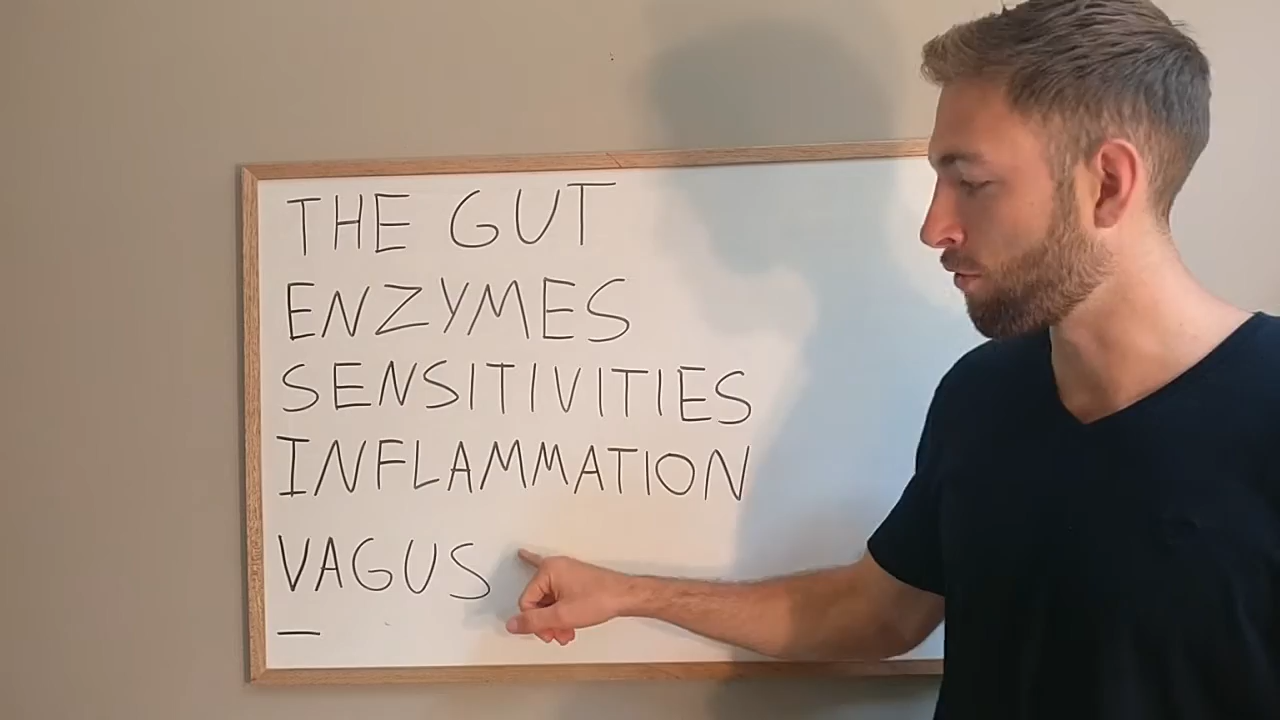 THE GUT
ENZYMES
SENSITIVITIES
INFLAMMATION
VAGUS
—